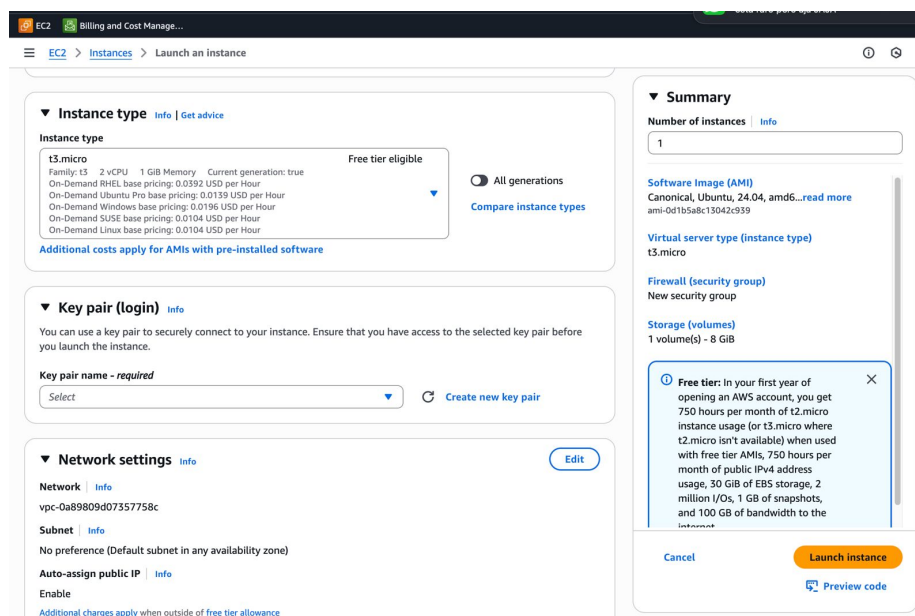 EC2 Billing and Cost Manage...
EC2 > Instances > Launch an instance
Instance type Info | Get advice
Instance type
t3.micro Free tier eligible
Family: t3 2 vCPU 1 GiB Memory Current generation: true
On-Demand RHEL base pricing: 0.0392 USD per Hour
On-Demand Ubuntu Pro base pricing: 0.0139 USD per Hour
On-Demand Windows base pricing: 0.0196 USD per Hour
On-Demand SUSE base pricing: 0.0104 USD per Hour
On-Demand Linux base pricing: 0.0104 USD per Hour
All generations
Compare instance types
Additional costs apply for AMIs with pre-installed software
Key pair (login) Info
You can use a key pair to securely connect to your instance. Ensure that you have access to the selected key pair before
you launch the instance.
Key pair name - required
Select
Create new key pair
Network settings Info
Edit
Network Info
vpc-0a89809d07357758c
Subnet Info
No preference (Default subnet in any availability zone)
Auto-assign public IP Info
Enable
Additional charges apply when outside of free tier allowance
Summary
Number of instances Info
1
Software Image (AMI)
Canonical, Ubuntu, 24.04, amd6...read more
ami-0d1b5a8c13042c939
Virtual server type (instance type)
t3.micro
Firewall (security group)
New security group
Storage (volumes)
1 volume(s) - 8 GiB
Free tier: In your first year of
opening an AWS account, you get
750 hours per month of t2.micro
instance usage (or t3.micro where
t2.micro isn't available) when used
with free tier AMIs, 750 hours per
month of public IPv4 address
usage, 30 GiB of EBS storage, 2
million I/Os, 1 GB of snapshots,
and 100 GB of bandwidth to the
internet
Cancel
Launch instance
Preview code